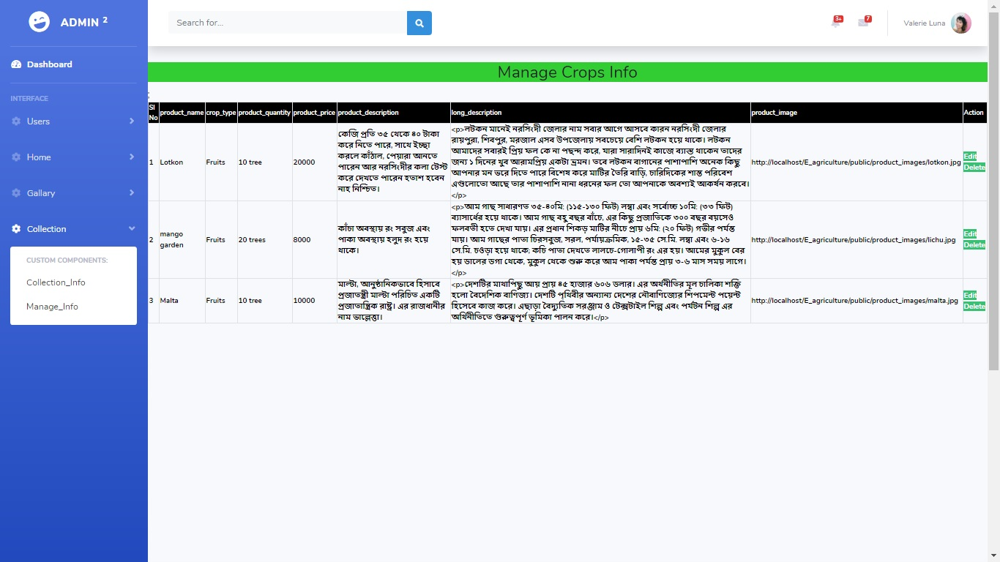 ADMIN 2
Search for...
3+
7
Valerie Luna
Dashboard
INTERFACE
Users
Home
Gallary
Collection
CUSTOM COMPONENTS:
Collection_Info
Manage_Info
Manage Crops Info
;
Sl No product_name crop_type product_quantity product_price product_description long_description product_image Action
1 Lotkon Fruits 10 tree 20000
কেজি প্রতি ৩৫ থেকে ৪০ টাকা
করে নিতে পারে, সাথে ইচ্ছা
করলে কাঁঠাল, পেয়ারা আনতে
পারেন আর নরসিংদীর কলা টেস্ট
করে দেখতে পারেন হতাশ হবেন
নাহ নিশ্চিত।
<p>লটকন মানেই নরসিংদী জেলার নাম সবার আগে আসবে কারন নরসিংদী জেলার
রায়পুরা, শিবপুর, মরজাল এসব উপজেলায় সবচেয়ে বেশি লটকন হয়ে থাকে। লটকন
আমাদের সবারই প্রিয় ফল কে না পছন্দ করে, যারা সারাদিনই কাজে ব্যাস্ত থাকেন তাদের
জন্য ১ দিনের খুব আরামপ্রিয় একটা ভ্রমন। তবে লটকন বাগানের পাশাপাশি অনেক কিছু
আপনার মন ভরে দিতে পারে বিশেষ করে মাটির তৈরি বাড়ি, চারিদিকের শান্ত পরিবেশ
এগুলোতো আছে তার পাশাপাশি নানা ধরনের ফল তো আপনাকে অবশ্যই আকর্ষন করবে।
</p>
http://localhost/E_agriculture/public/product_images/lotkon.jpg
Edit
Delete
2 mango garden Fruits 20 trees 8000
কাঁচা অবস্থায় রং সবুজ এবং
পাকা অবস্থায় হলুদ রং হয়ে
থাকে।
<p>আম গাছ সাধারণত ৩৫-৪০মি: (১১৫-১৩০ ফিট) লম্বা এবং সর্বোচ্চ ১০মি: (৩৩ ফিট)
ব্যাসার্ধের হয়ে থাকে। আম গাছ বহু বছর বাঁচে, এর কিছু প্রজাতিকে ৩০০ বছর বয়সেও
ফলবতী হতে দেখা যায়। এর প্রধান শিকড় মাটির নীচে প্রায় ৬মি: (২০ ফিট) গভীর পর্যন্ত
যায়। আম গাছের পাতা চিরসবুজ, সরল, পর্যায়ক্রমিক, ১৫-৩৫ সে.মি. লম্বা এবং ৬-১৬
সে.মি. চওড়া হয়ে থাকে; কচি পাতা দেখতে লালচে-গোলাপী রং এর হয়। আমের মুকুল বের
হয় ডালের ডগা থেকে, মুকুল থেকে শুরু করে আম পাকা পর্যন্ত প্রায় ৩-৬ মাস সময় লাগে।
</p>
http://localhost/E_agriculture/public/product_images/lichu.jpg
Edit
Delete
3 Malta Fruits 10 tree 10000
মাল্টা, আনুষ্ঠানিকভাবে হিসাবে
প্রজাতন্ত্রী মাল্টা পরিচিত একটি
প্রজাতান্ত্রিক রাষ্ট্র। এর রাজধানীর
নাম ভাল্লেত্তা।
<p>দেশটির মাথাপিছু আয় প্রায় ৪৫ হাজার ৬০৬ ডলার। এর অর্থনীতির মূল চালিকা শক্তি
হলো বৈদেশিক বাণিজ্য। দেশটি পৃথিবীর অন্যান্য দেশের নৌবাণিজ্যের শিপমেন্ট পয়েন্ট
হিসেবে কাজ করে। এছাড়া বৈদ্যুতিক সরঞ্জাম ও টেক্সটাইল শিল্প এবং পর্যটন শিল্প এর
অর্থিনীতিতে গুরুত্বপূর্ণ ভূমিকা পালন করে।</p>
http://localhost/E_agriculture/public/product_images/malta.jpg
Edit
Delete